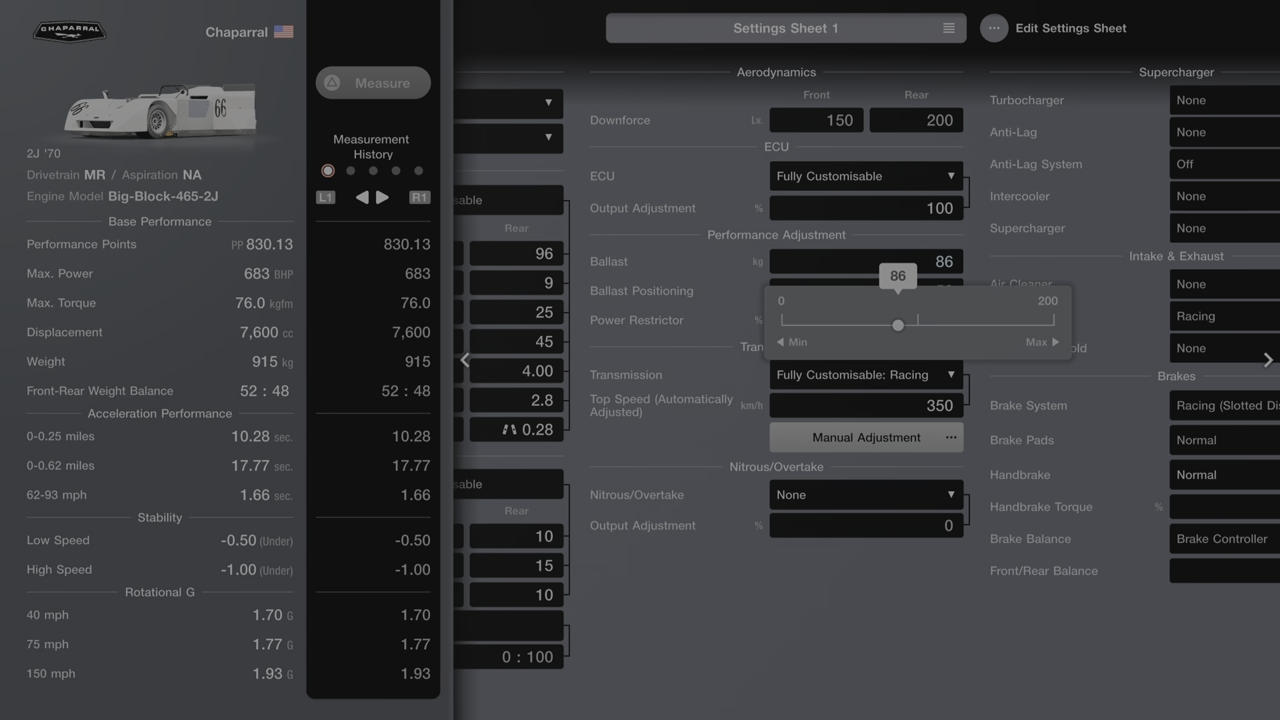 CHAPARRAL
Chaparral
66
2J '70
Drivetrain MR / Aspiration NA
Engine Model Big-Block-465-2J
Base Performance
Performance Points PP 830.13
Max. Power 683 BHP
Max. Torque 76.0 kgfm
Displacement 7,600 cc
Weight 915 kg
Front-Rear Weight Balance 52 : 48
Acceleration Performance
0-0.25 miles 10.28 sec.
0-0.62 miles 17.77 sec.
62-93 mph 1.66 sec.
Stability
Low Speed -0.50 (Under)
High Speed -1.00 (Under)
Rotational G
40 mph 1.70 G
75 mph 1.77 G
150 mph 1.93 G
Measure
Measurement
History
L1 R1
830.13
683
76.0
7,600
915
52 : 48
10.28
17.77
1.66
-0.50
-1.00
1.70
1.77
1.93
Settings Sheet 1
Edit Settings Sheet
sable
Rear
96
9
25
45
4.00
2.8
0.28
sable
Rear
10
15
10
0 : 100
Aerodynamics
Front Rear
Downforce Lv. 150 200
ECU
ECU Fully Customisable
Output Adjustment % 100
Performance Adjustment
Ballast kg 86
Ballast Positioning
Power Restrictor %
86
0 200
Min Max
Tran
Transmission Fully Customisable: Racing
Top Speed (Automatically
Adjusted) km/h 350
Manual Adjustment
Nitrous/Overtake
Nitrous/Overtake None
Output Adjustment % 0
Supercharger
Turbocharger None
Anti-Lag None
Anti-Lag System Off
Intercooler None
Supercharger None
Intake & Exhaust
Air Cleaner None
Racing
old None
Brakes
Brake System Racing (Slotted Dis
Brake Pads Normal
Handbrake Normal
Handbrake Torque %
Brake Balance Brake Controller
Front/Rear Balance